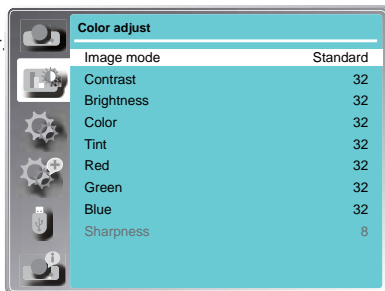 Color adjust
Image mode Standard
Contrast 32
Brightness 32
Color 32
Tint 32
Red 32
Green 32
Blue 32
Sharpness 8